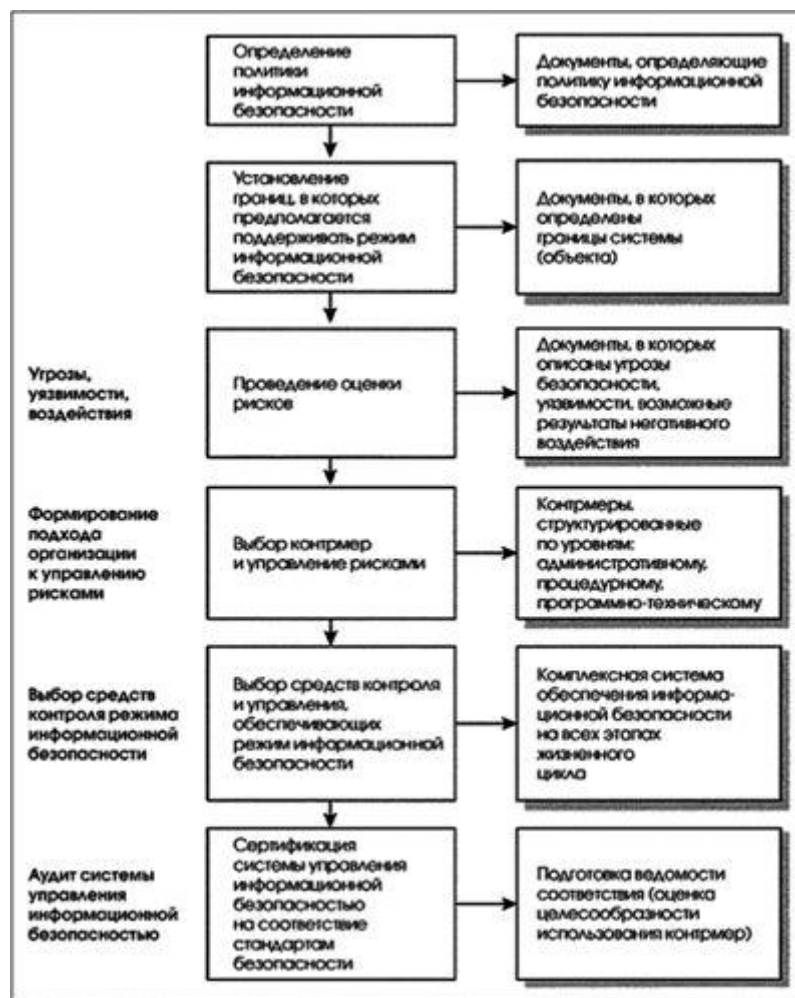 Определение
политики
информационной
безопасности
Документы, определяющие
политику информационной
безопасности
Установление
границ, в которых
предполагается
поддерживать режим
информационной
безопасности
Документы, в которых
определены
границы системы
(объекта)
Угрозы,
уязвимости,
воздействия
Проведение оценки
рисков
Документы, в которых
описаны угрозы
безопасности,
уязвимости, возможные
результаты негативного
воздействия
Формирование
подхода
организации
к управлению
рисками
Выбор контрмер
и управление рисками
Контрмеры,
структурированные
по уровням:
административному,
процедурному,
программно-техническому
Выбор средств
контроля режима
информационной
безопасности
Выбор средств контроля
и управления,
обеспечивающих
режим информационной
безопасности
Комплексная система
обеспечения информа-
ционной безопасности
на всех этапах
жизненного
цикла
Аудит системы
управления
информационной
безопасностью
Сертификация
системы управления
информационной
безопасностью
на соответствие
стандартам
безопасности
Подготовка ведомости
соответствия (оценка
целесообразности
использования контрмер)